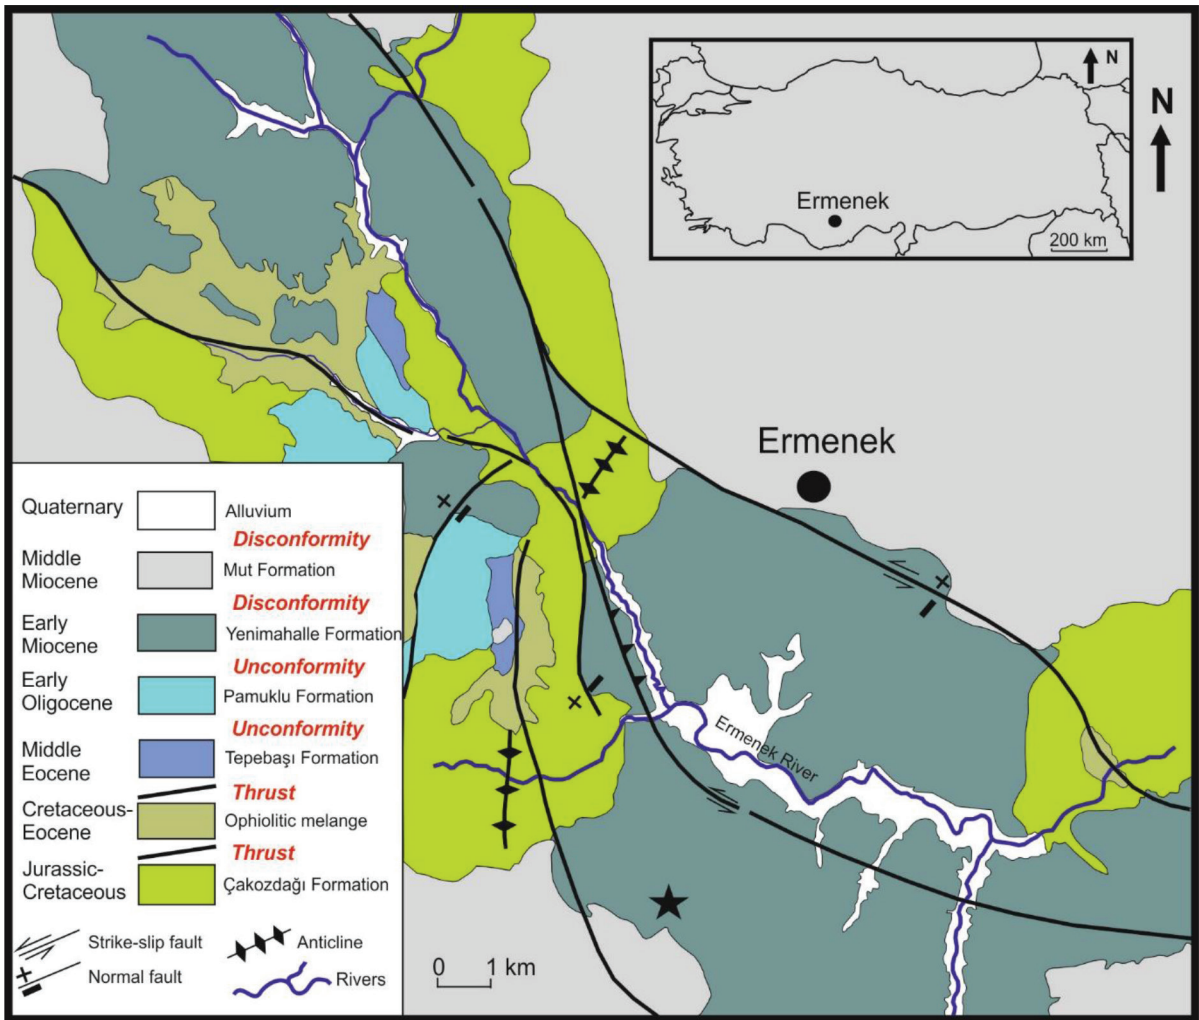 N
N
Ermenek
200 km
Ermenek
Quaternary
Alluvium
Disconformity
Middle
Miocene
Mut Formation
Disconformity
Early
Miocene
Yenimahalle Formation
Unconformity
Early
Oligocene
Pamuklu Formation
Unconformity
Middle
Eocene
Tepebaşı Formation
Thrust
Cretaceous-
Eocene
Ophiolitic melange
Thrust
Jurassic-
Cretaceous
Çakozdağı Formation
Strike-slip fault
Anticline
Normal fault
Rivers
Ermenek River
0 1 km